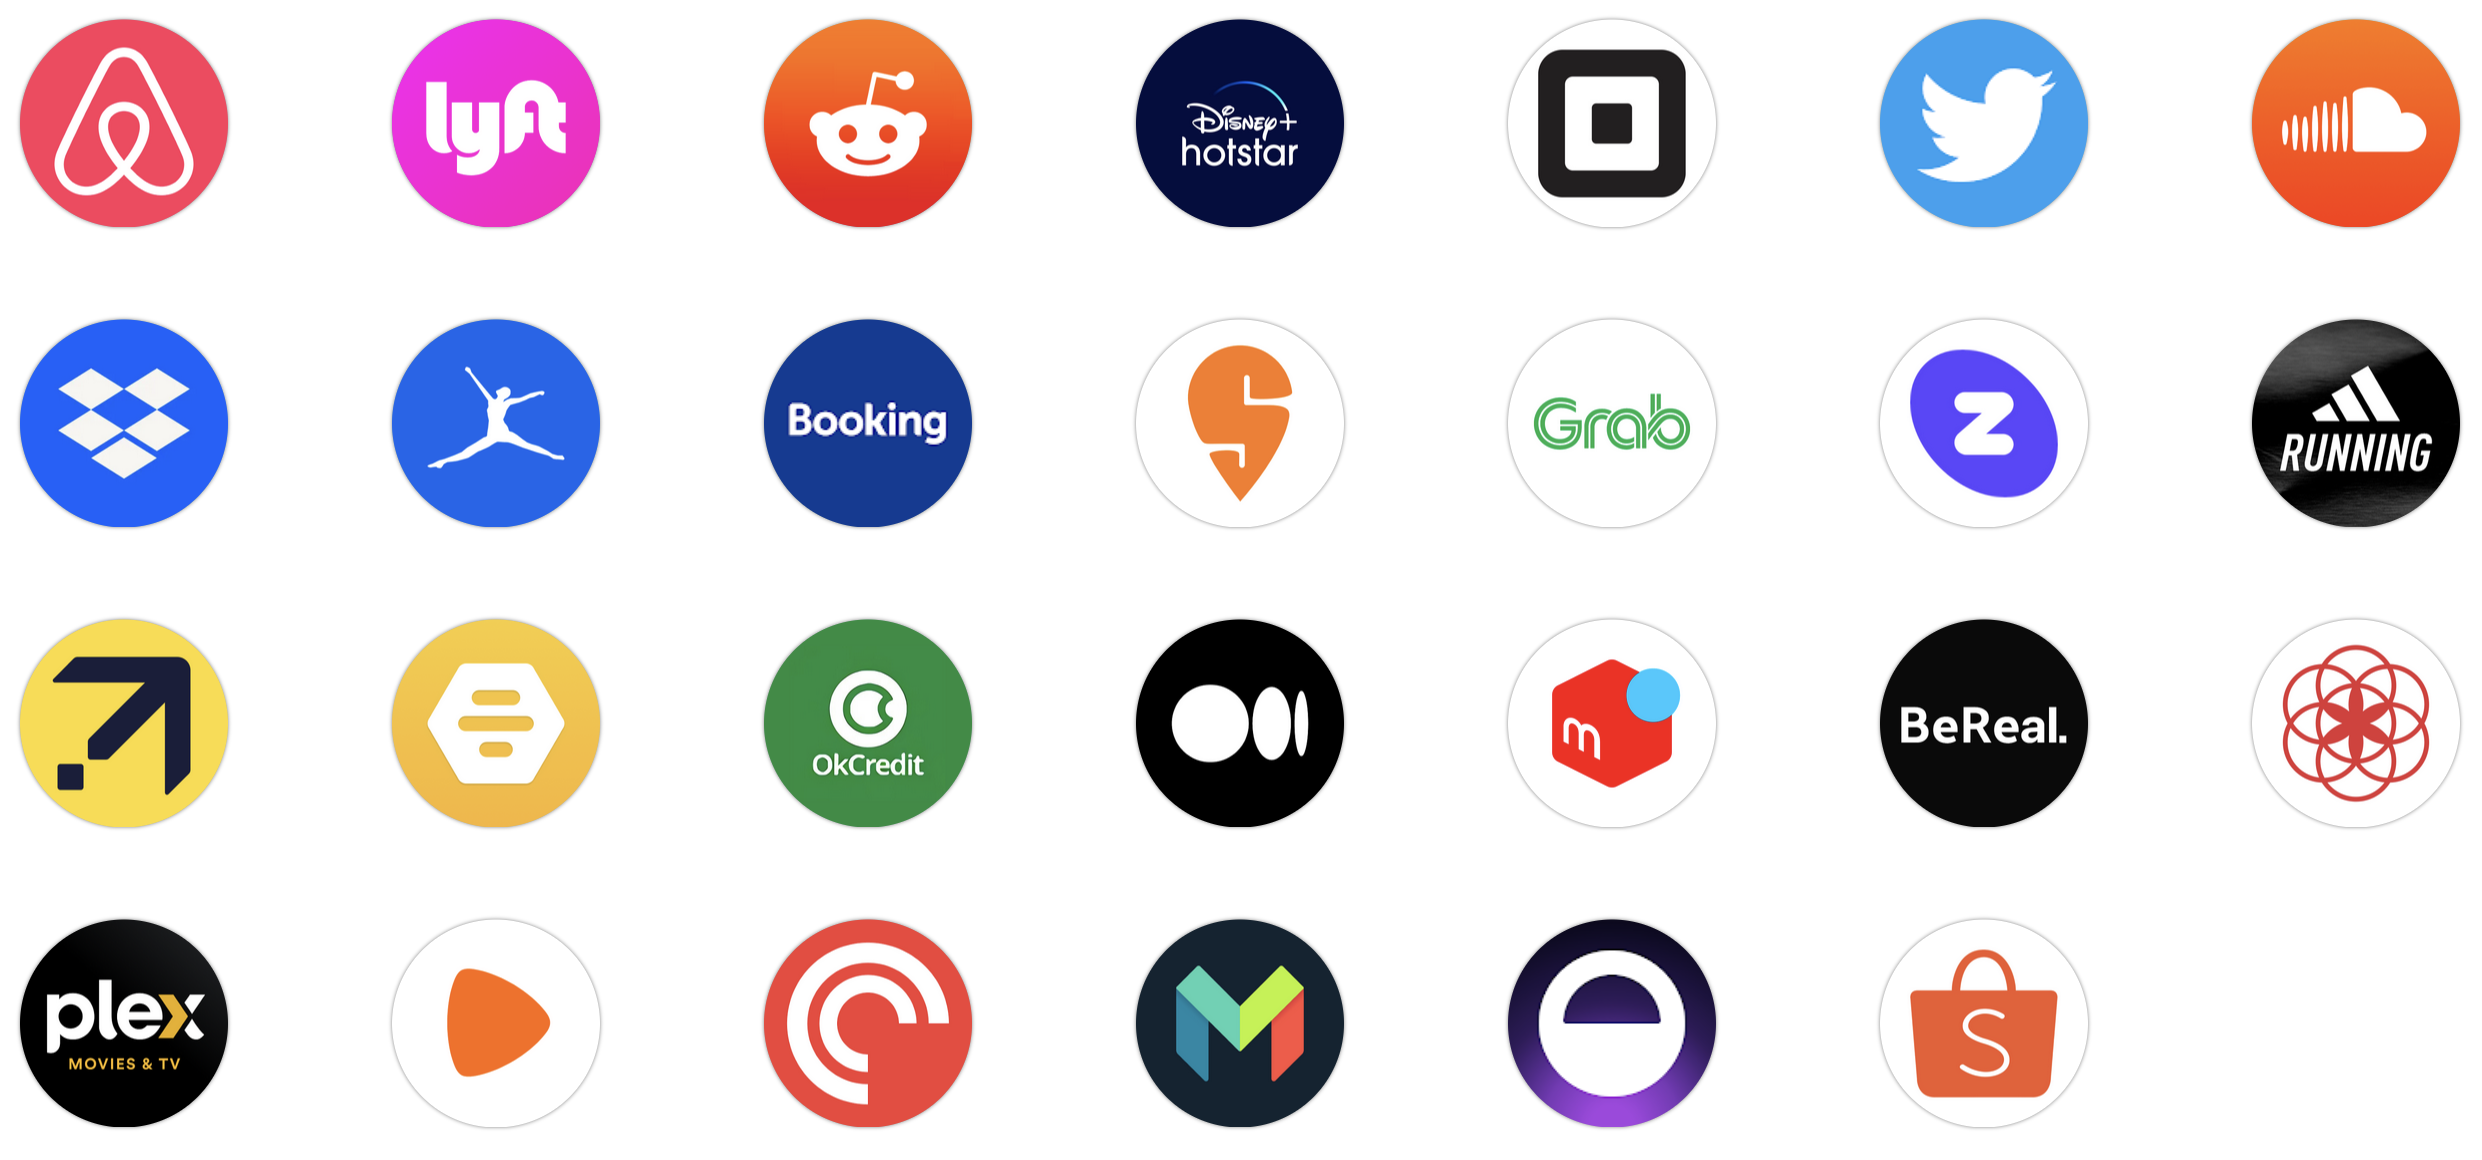 lyft
Disney+
hotstar
Booking
Grab
Z
RUNNING
OkCredit
m
BeReal.
plex
MOVIES & TV
M
e
S